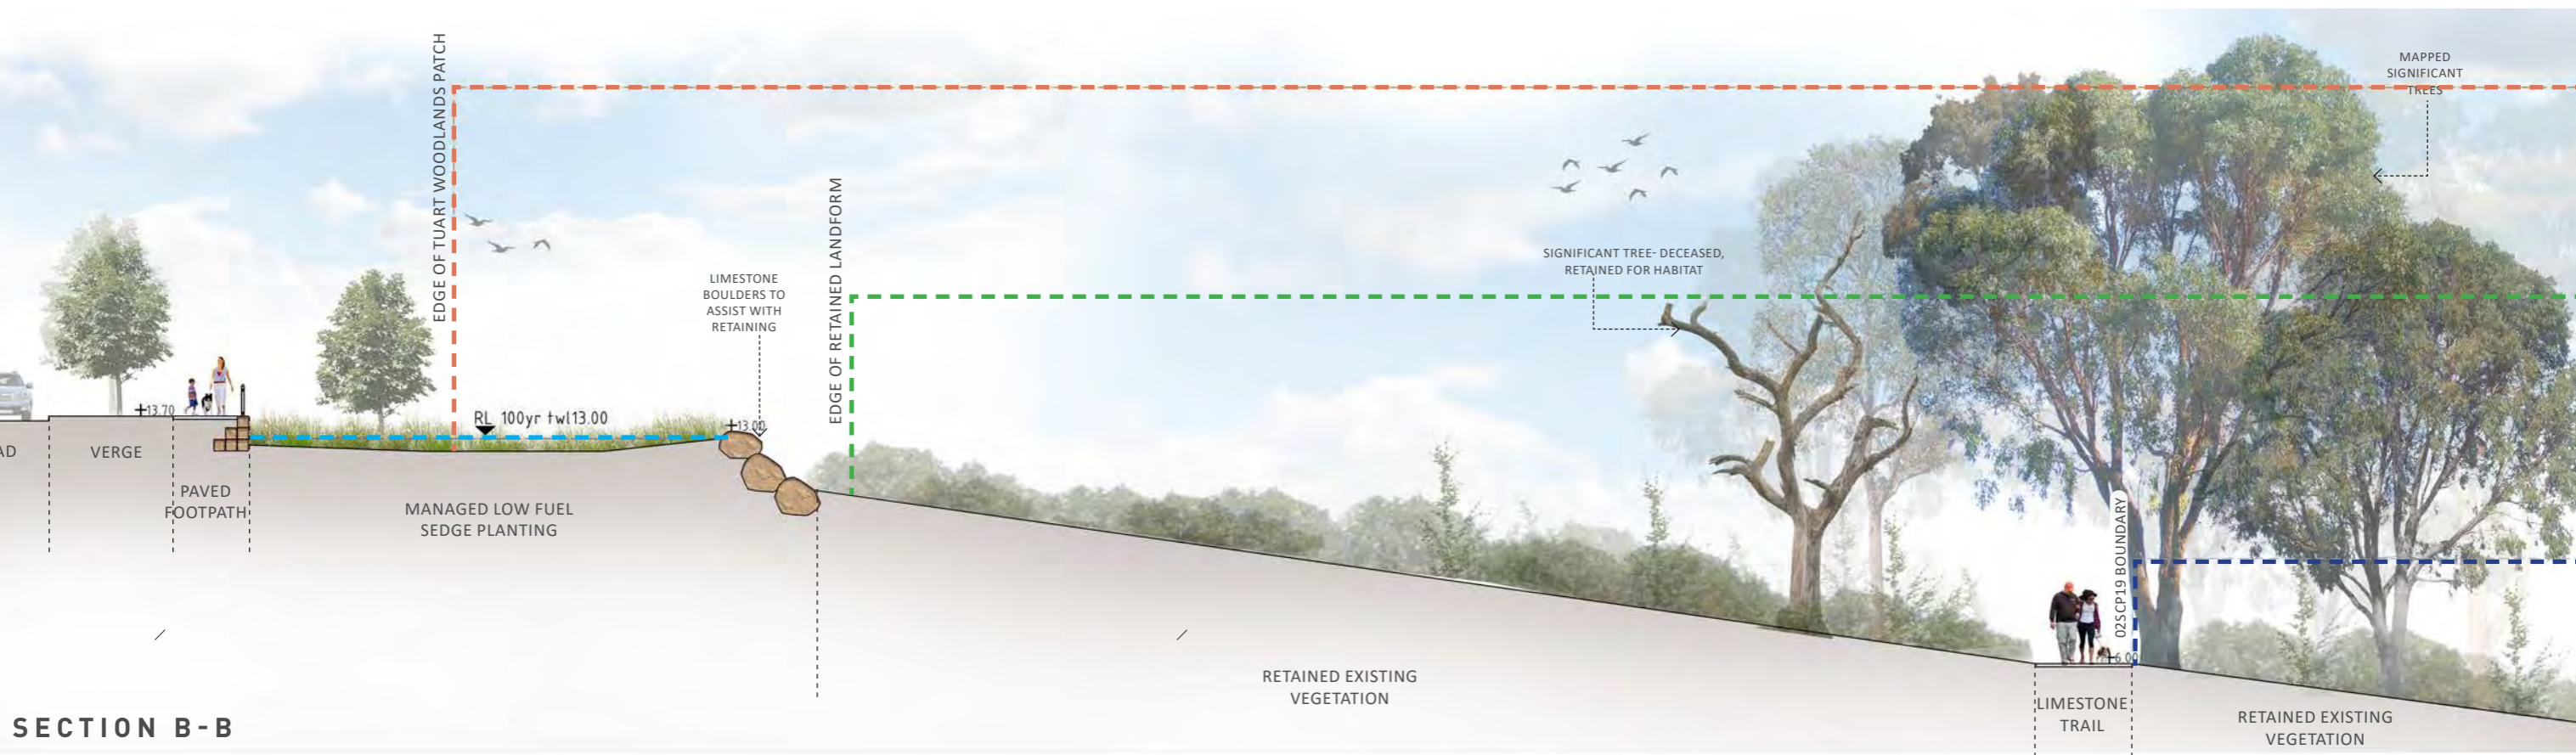 EDGE OF TUART WOODLANDS PATCH
MAPPED
SIGNIFICANT
TREES
EDGE OF RETAINED LANDFORM
SIGNIFICANT TREE- DECEASED,
RETAINED FOR HABITAT
LIMESTONE
BOULDERS TO
ASSIST WITH
RETAINING
+13.70
RL 100yr twl13.00
+13.00
AD
VERGE
PAVED
FOOTPATH
MANAGED LOW FUEL
SEDGE PLANTING
02SCP19 BOUNDARY
+6.00
RETAINED EXISTING
VEGETATION
LIMESTONE
TRAIL
RETAINED EXISTING
VEGETATION
SECTION B-B